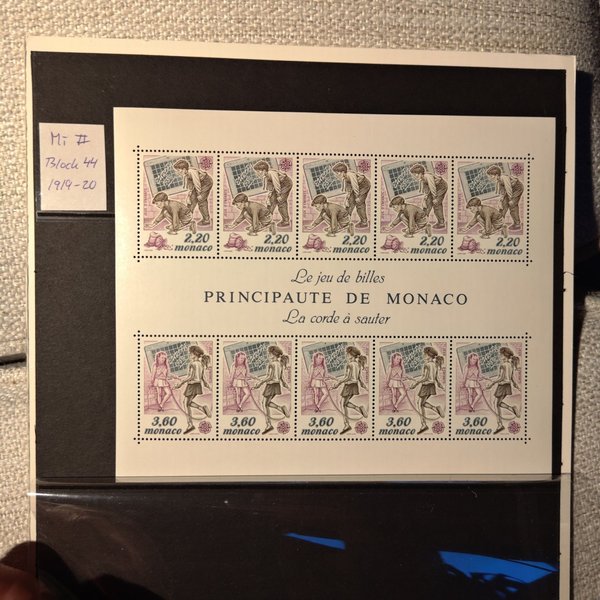 Mi #
Block 44
1919-20
2,20 2,20 2,20 2,20 2,20
monaco monaco monaco monaco monaco
Le jeu de billes
PRINCIPAUTE DE MONACO
La corde à sauter
3,60 3,60 3,60 3,60 3,60
monaco monaco monaco monaco monaco